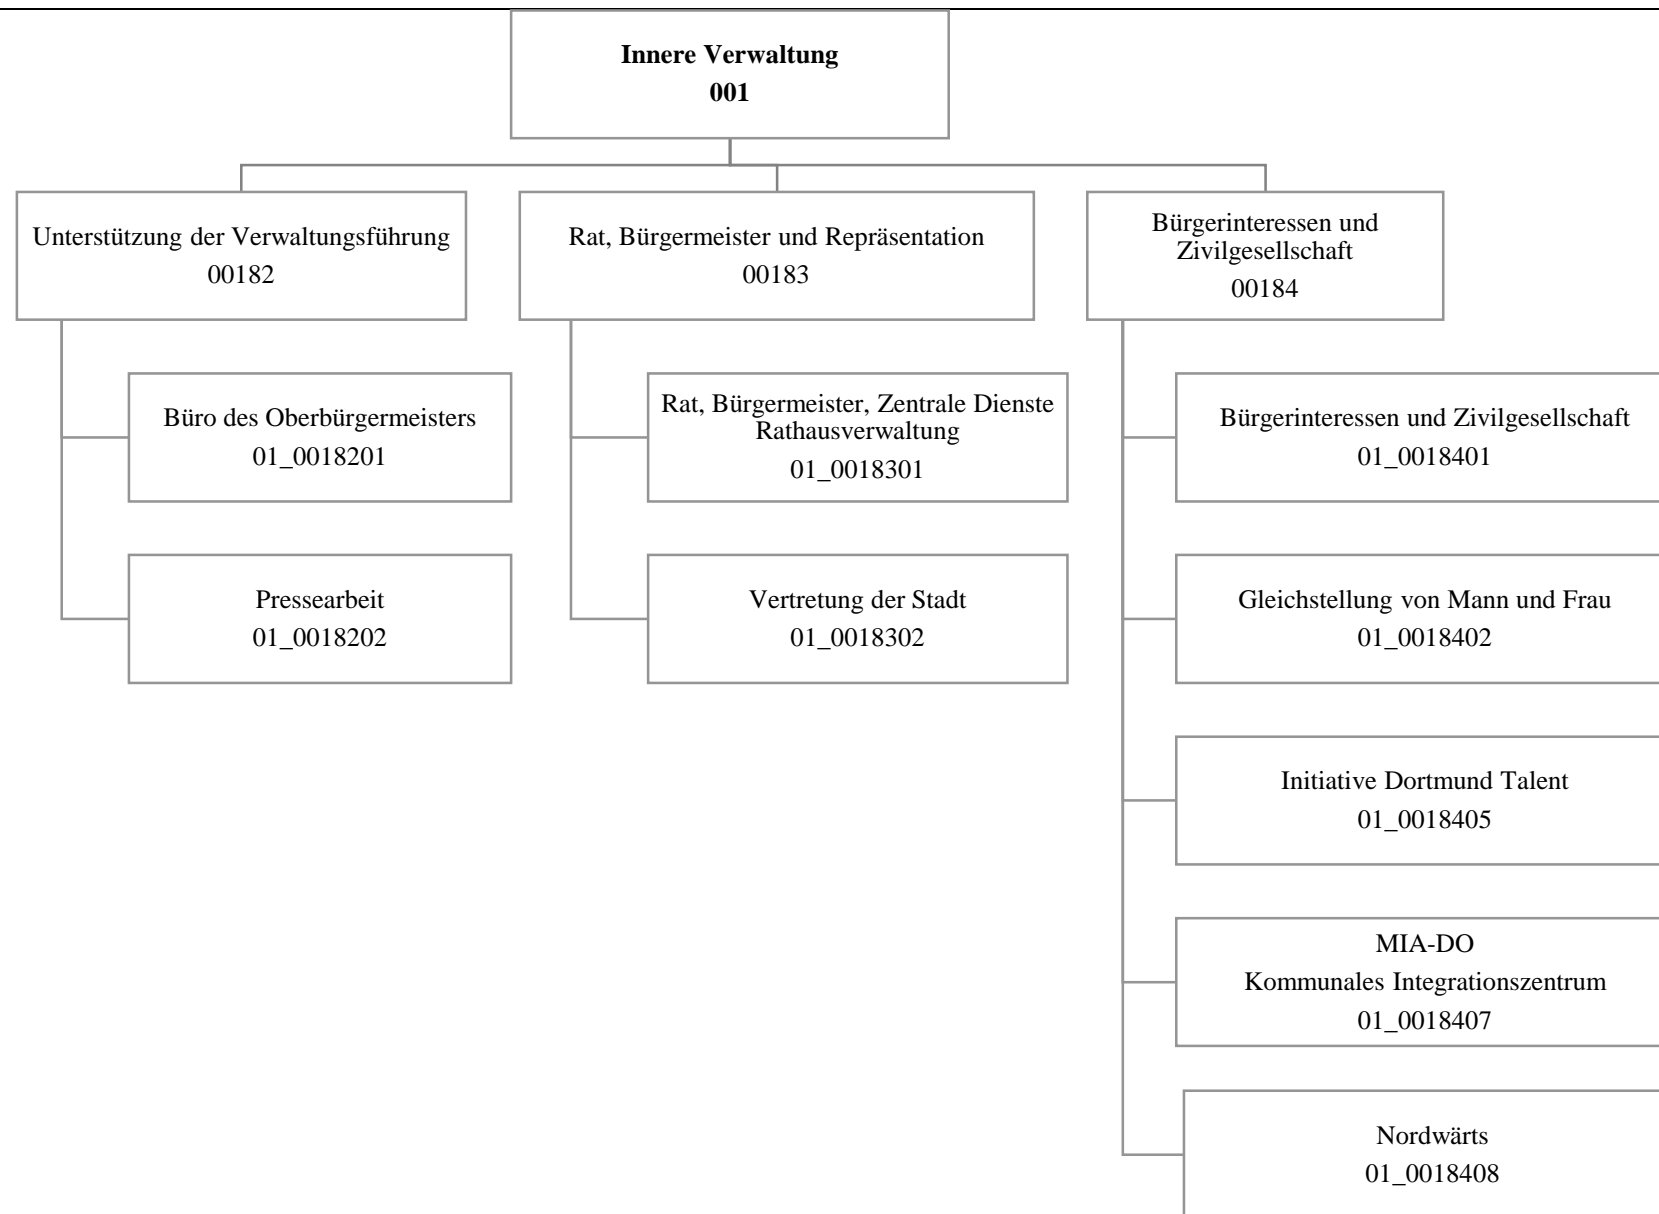 Innere Verwaltung
001
Unterstützung der Verwaltungsführung
00182
Rat, Bürgermeister und Repräsentation
00183
Bürgerinteressen und
Zivilgesellschaft
00184
Büro des Oberbürgermeisters
01_0018201
Pressearbeit
01_0018202
Rat, Bürgermeister, Zentrale Dienste
Rathausverwaltung
01_0018301
Vertretung der Stadt
01_0018302
Bürgerinteressen und Zivilgesellschaft
01_0018401
Gleichstellung von Mann und Frau
01_0018402
Initiative Dortmund Talent
01_0018405
MIA-DO
Kommunales Integrationszentrum
01_0018407
Nordwärts
01_0018408